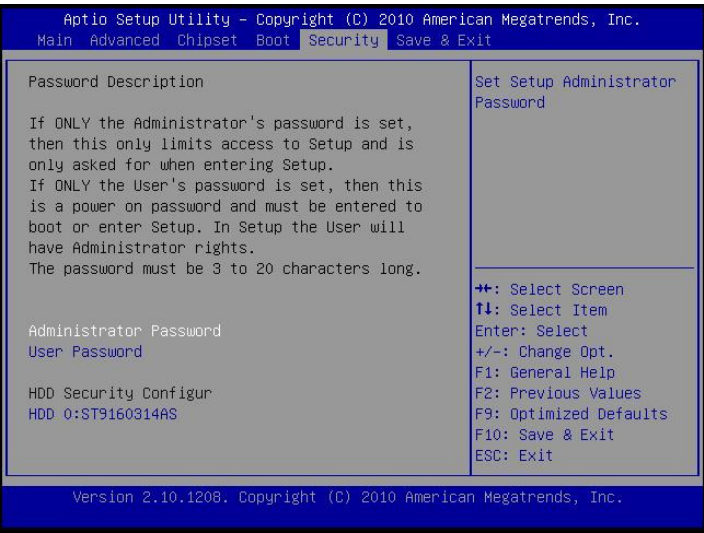 Aptio Setup Utility – Copyright (C) 2010 American Megatrends, Inc.
Main Advanced Chipset Boot Security Save & Exit
Password Description
If ONLY the Administrator's password is set,
then this only limits access to Setup and is
only asked for when entering Setup.
If ONLY the User's password is set, then this
is a power on password and must be entered to
boot or enter Setup. In Setup the User will
have Administrator rights.
The password must be 3 to 20 characters long.
Administrator Password
User Password
HDD Security Configur
HDD 0:ST9160314AS
Set Setup Administrator
Password
→←: Select Screen
↑↓: Select Item
Enter: Select
+/-: Change Opt.
F1: General Help
F2: Previous Values
F9: Optimized Defaults
F10: Save & Exit
ESC: Exit
Version 2.10.1208. Copyright (C) 2010 American Megatrends, Inc.